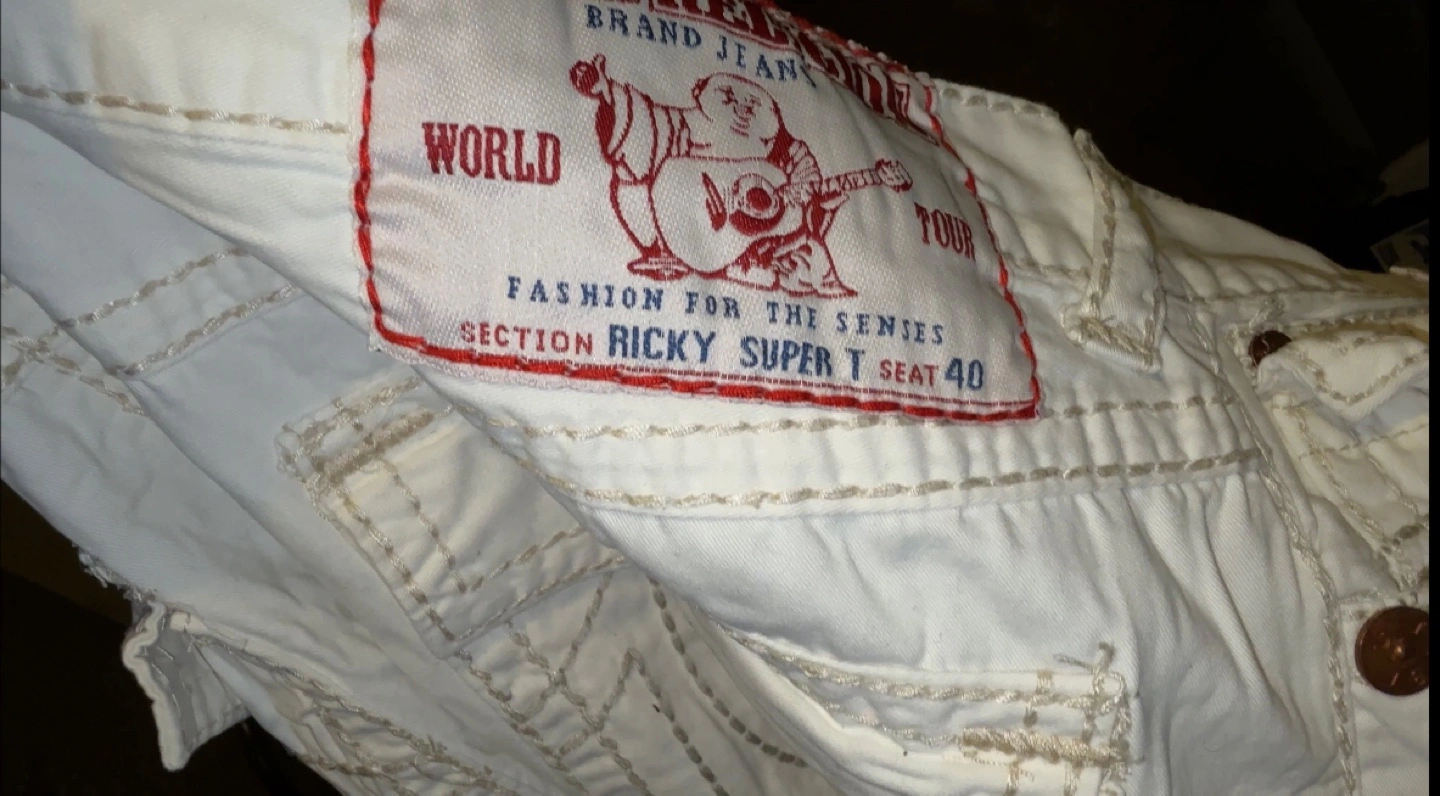 BRAND JEANS
WORLD
TOUR
FASHION FOR THE SENSES
SECTION RICKY SUPER T SEAT 40